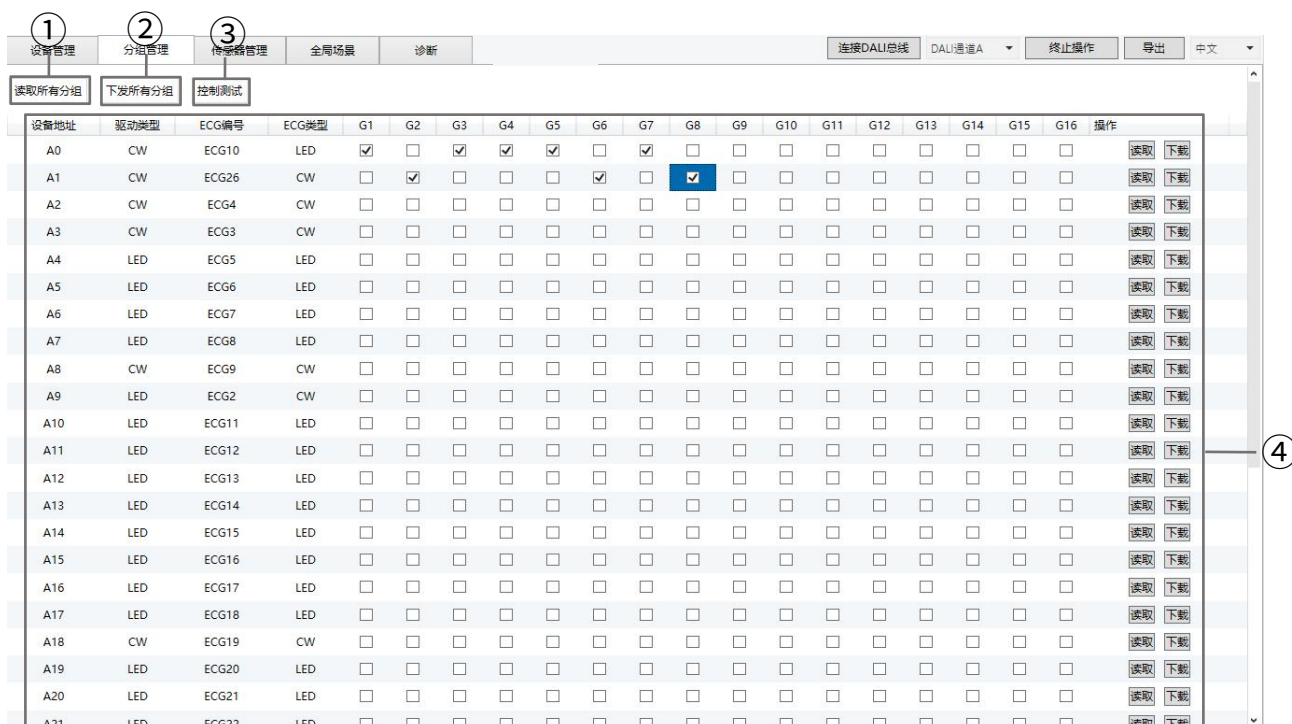 ① ② ③
设备管理 分组管理 传感器管理 全局场景 诊断 连接DALI总线 DALI通道A 终止操作 导出 中文
读取所有分组 下发所有分组 控制测试
设备地址 驱动类型 ECG编号 ECG类型 G1 G2 G3 G4 G5 G6 G7 G8 G9 G10 G11 G12 G13 G14 G15 G16 操作
A0 CW ECG10 LED 读取 下载
A1 CW ECG26 CW 读取 下载
A2 CW ECG4 CW 读取 下载
A3 CW ECG3 CW 读取 下载
A4 LED ECG5 LED 读取 下载
A5 LED ECG6 LED 读取 下载
A6 LED ECG7 LED 读取 下载
A7 LED ECG8 LED 读取 下载
A8 CW ECG9 CW 读取 下载
A9 LED ECG2 CW 读取 下载
A10 LED ECG11 LED 读取 下载
A11 LED ECG12 LED 读取 下载 ④
A12 LED ECG13 LED 读取 下载
A13 LED ECG14 LED 读取 下载
A14 LED ECG15 LED 读取 下载
A15 LED ECG16 LED 读取 下载
A16 LED ECG17 LED 读取 下载
A17 LED ECG18 LED 读取 下载
A18 CW ECG19 CW 读取 下载
A19 LED ECG20 LED 读取 下载
A20 LED ECG21 LED 读取 下载
A21 LED ECG22 LED 读取 下载